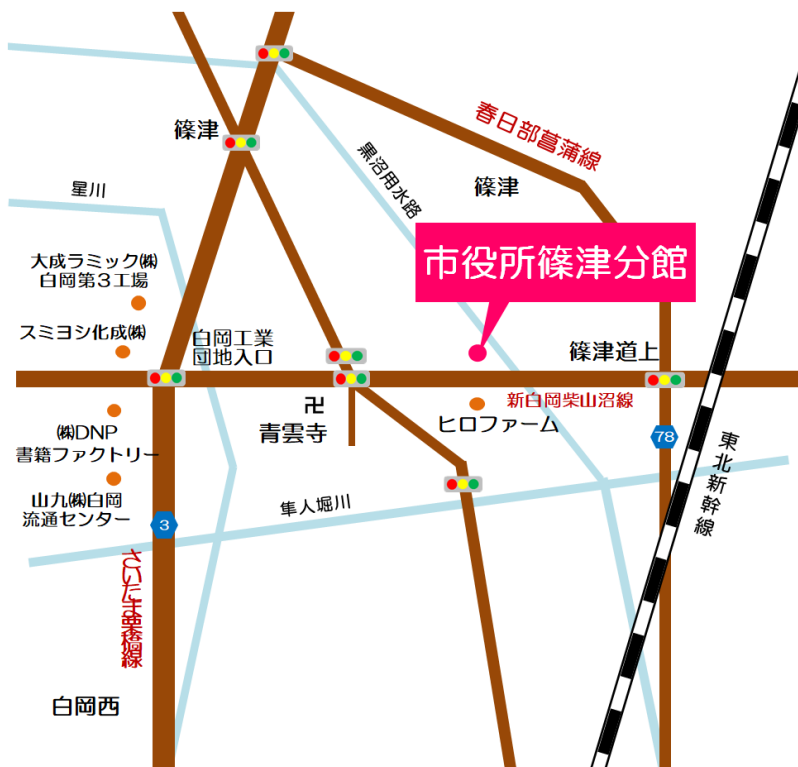 篠津
春日部菖蒲線
黒沼用水路
篠津
星川
市役所篠津分館
大成ラミック㈱
白岡第3工場
スミヨシ化成㈱
白岡工業
団地入口
篠津道上
卍
青雲寺
新白岡柴山沼線
ヒロファーム
㈱DNP
書籍ファクトリー
78
東北新幹線
山九㈱白岡
流通センター
隼人堀川
3
さいたま栗橋線
白岡西